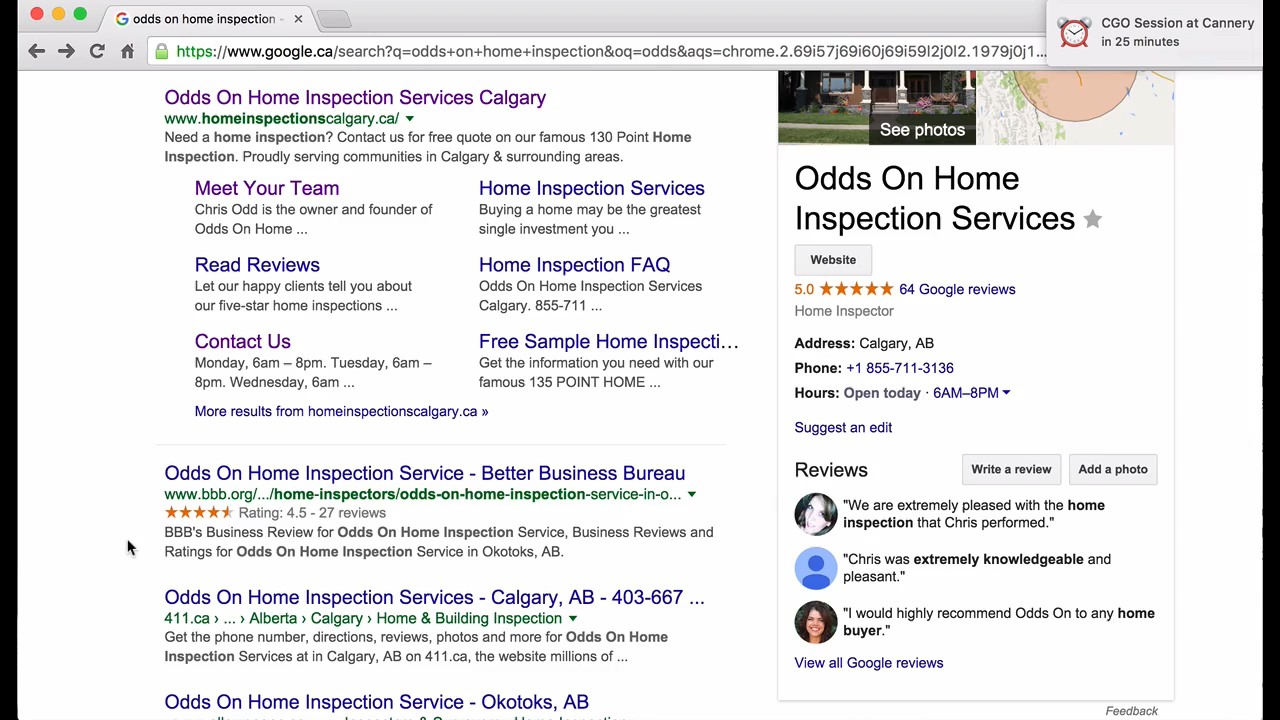 odds on home inspection -
CGO Session at Cannery
in 25 minutes
https://www.google.ca/search?q=odds+on+home+inspection&oq=odds&aqs=chrome.2.69i57j69i60j69i59l2j0l2.1979j0j1...
Odds On Home Inspection Services Calgary
www.homeinspectionscalgary.ca/
Need a home inspection? Contact us for free quote on our famous 130 Point Home
Inspection. Proudly serving communities in Calgary & surrounding areas.
Meet Your Team
Chris Odd is the owner and founder of
Odds On Home ...
Home Inspection Services
Buying a home may be the greatest
single investment you ...
Read Reviews
Let our happy clients tell you about
our five-star home inspections ...
Home Inspection FAQ
Odds On Home Inspection Services
Calgary. 855-711 ...
Contact Us
Monday, 6am – 8pm. Tuesday, 6am –
8pm. Wednesday, 6am ...
Free Sample Home Inspecti...
Get the information you need with our
famous 135 POINT HOME ...
More results from homeinspectionscalgary.ca »
Odds On Home Inspection Service - Better Business Bureau
www.bbb.org/.../home-inspectors/odds-on-home-inspection-service-in-o...
Rating: 4.5 - 27 reviews
BBB's Business Review for Odds On Home Inspection Service, Business Reviews and
Ratings for Odds On Home Inspection Service in Okotoks, AB.
Odds On Home Inspection Services - Calgary, AB - 403-667 ...
411.ca › ... › Alberta › Calgary › Home & Building Inspection
Get the phone number, directions, reviews, photos and more for Odds On Home
Inspection Services at in Calgary, AB on 411.ca, the website millions of ...
Odds On Home Inspection Service - Okotoks, AB
See photos
Odds On Home
Inspection Services
Website
5.0 64 Google reviews
Home Inspector
Address: Calgary, AB
Phone: +1 855-711-3136
Hours: Open today · 6AM–8PM
Suggest an edit
Reviews
Write a review
Add a photo
"We are extremely pleased with the home
inspection that Chris performed."
"Chris was extremely knowledgeable and
pleasant."
"I would highly recommend Odds On to any home
buyer."
View all Google reviews
Feedback